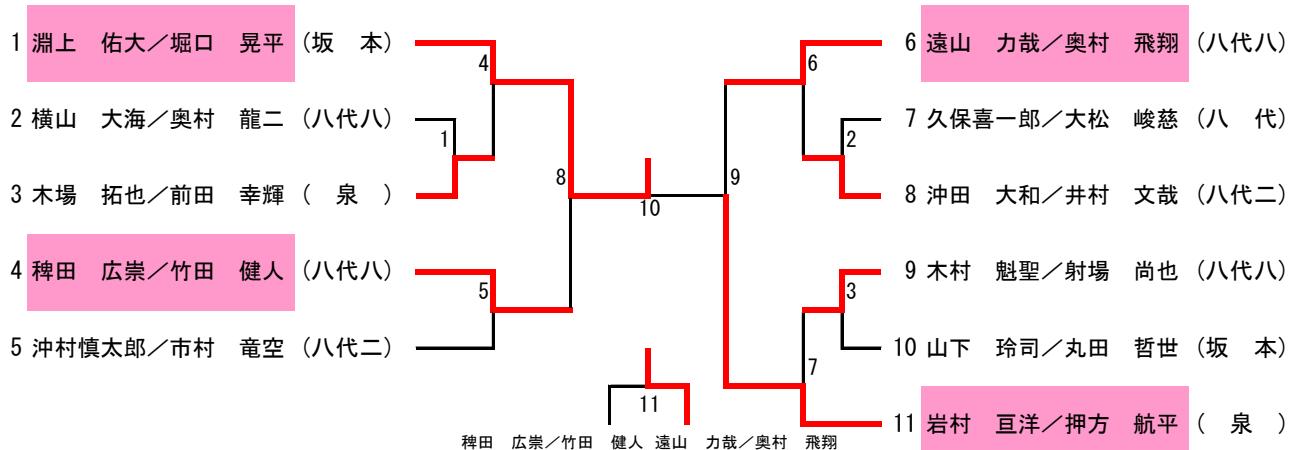 1 淵上　佑大／堀口　晃平（坂　本）
2 横山　大海／奥村　龍二（八代八）
3 木場　拓也／前田　幸輝（　泉　）
4 稗田　広崇／竹田　健人（八代八）
5 沖村慎太郎／市村　竜空（八代二）
4
1
8
5
10
11
9
6
2
3
7
6 遠山　力哉／奥村　飛翔（八代八）
7 久保喜一郎／大松　峻慈（八　代）
8 沖田　大和／井村　文哉（八代二）
9 木村　魁聖／射場　尚也（八代八）
10 山下　玲司／丸田　哲世（坂　本）
11 岩村　亘洋／押方　航平（　泉　）
稗田　広崇／竹田　健人 遠山　力哉／奥村　飛翔